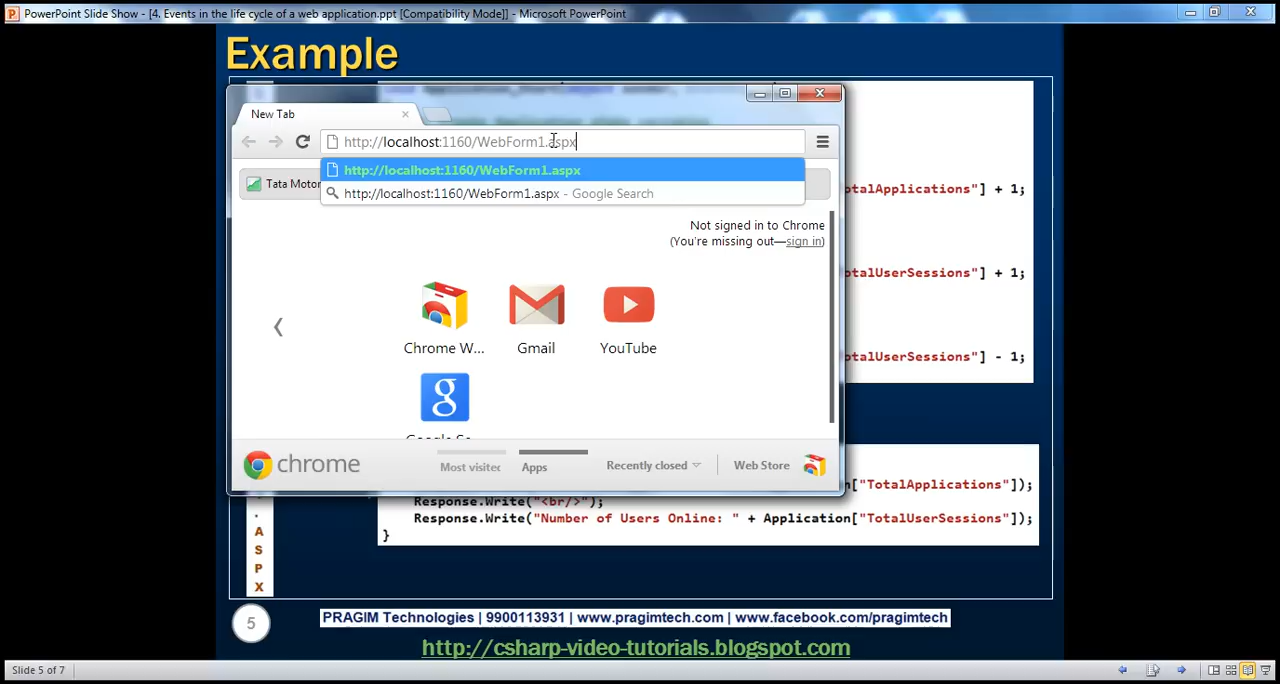 PowerPoint Slide Show - [4. Events in the life cycle of a web application.ppt [Compatibility Mode]] - Microsoft PowerPoint
Example
New Tab
http://localhost:1160/WebForm1.aspx
http://localhost:1160/WebForm1.aspx
http://localhost:1160/WebForm1.aspx - Google Search
Tata Motor
otalApplications"] + 1;
Not signed in to Chrome
(You're missing out—sign in)
otalUserSessions"] + 1;
Chrome W...
Gmail
YouTube
otalUserSessions"] - 1;
chrome
Most visited
Apps
Recently closed
Web Store
n["TotalApplications"]);
Response.Write("<br/>");
Response.Write("Number of Users Online: " + Application["TotalUserSessions"]);
}
.
A
S
P
X
5
PRAGIM Technologies | 9900113931 | www.pragimtech.com | www.facebook.com/pragimtech
http://csharp-video-tutorials.blogspot.com
Slide 5 of 7